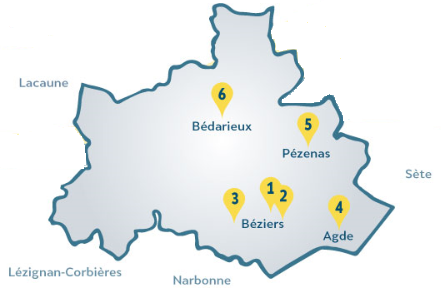 6
Lacaune
Bédarieux
5
Pézenas
Sète
1
2
3
4
Béziers
Agde
Lézignan-Corbières
Narbonne